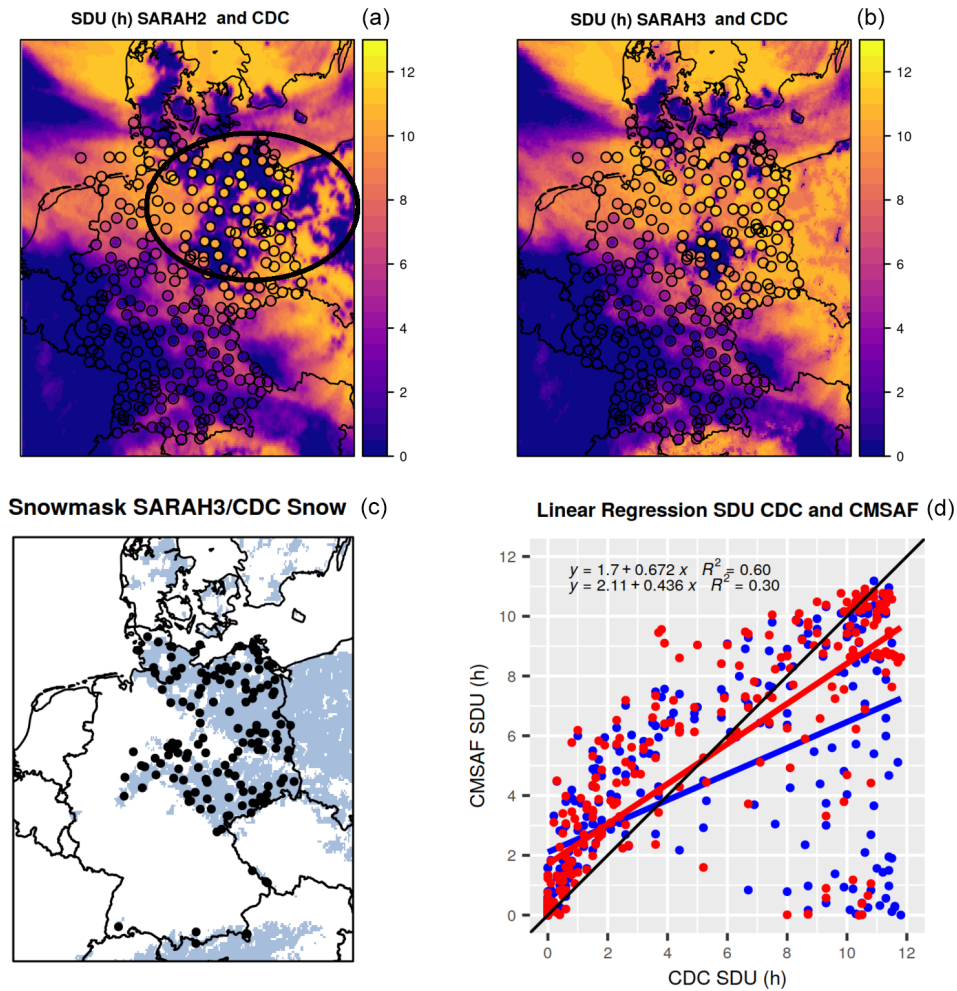 SDU (h) SARAH2 and CDC (a)
12
10
8
6
4
2
0
SDU (h) SARAH3 and CDC (b)
12
10
8
6
4
2
0
Snowmask SARAH3/CDC Snow (c)
Linear Regression SDU CDC and CMSAF (d)
y = 1.7 + 0.672 x R² = 0.60
y = 2.11 + 0.436 x R² = 0.30
CMSAF SDU (h)
12
10
8
6
4
2
0
0 2 4 6 8 10 12
CDC SDU (h)